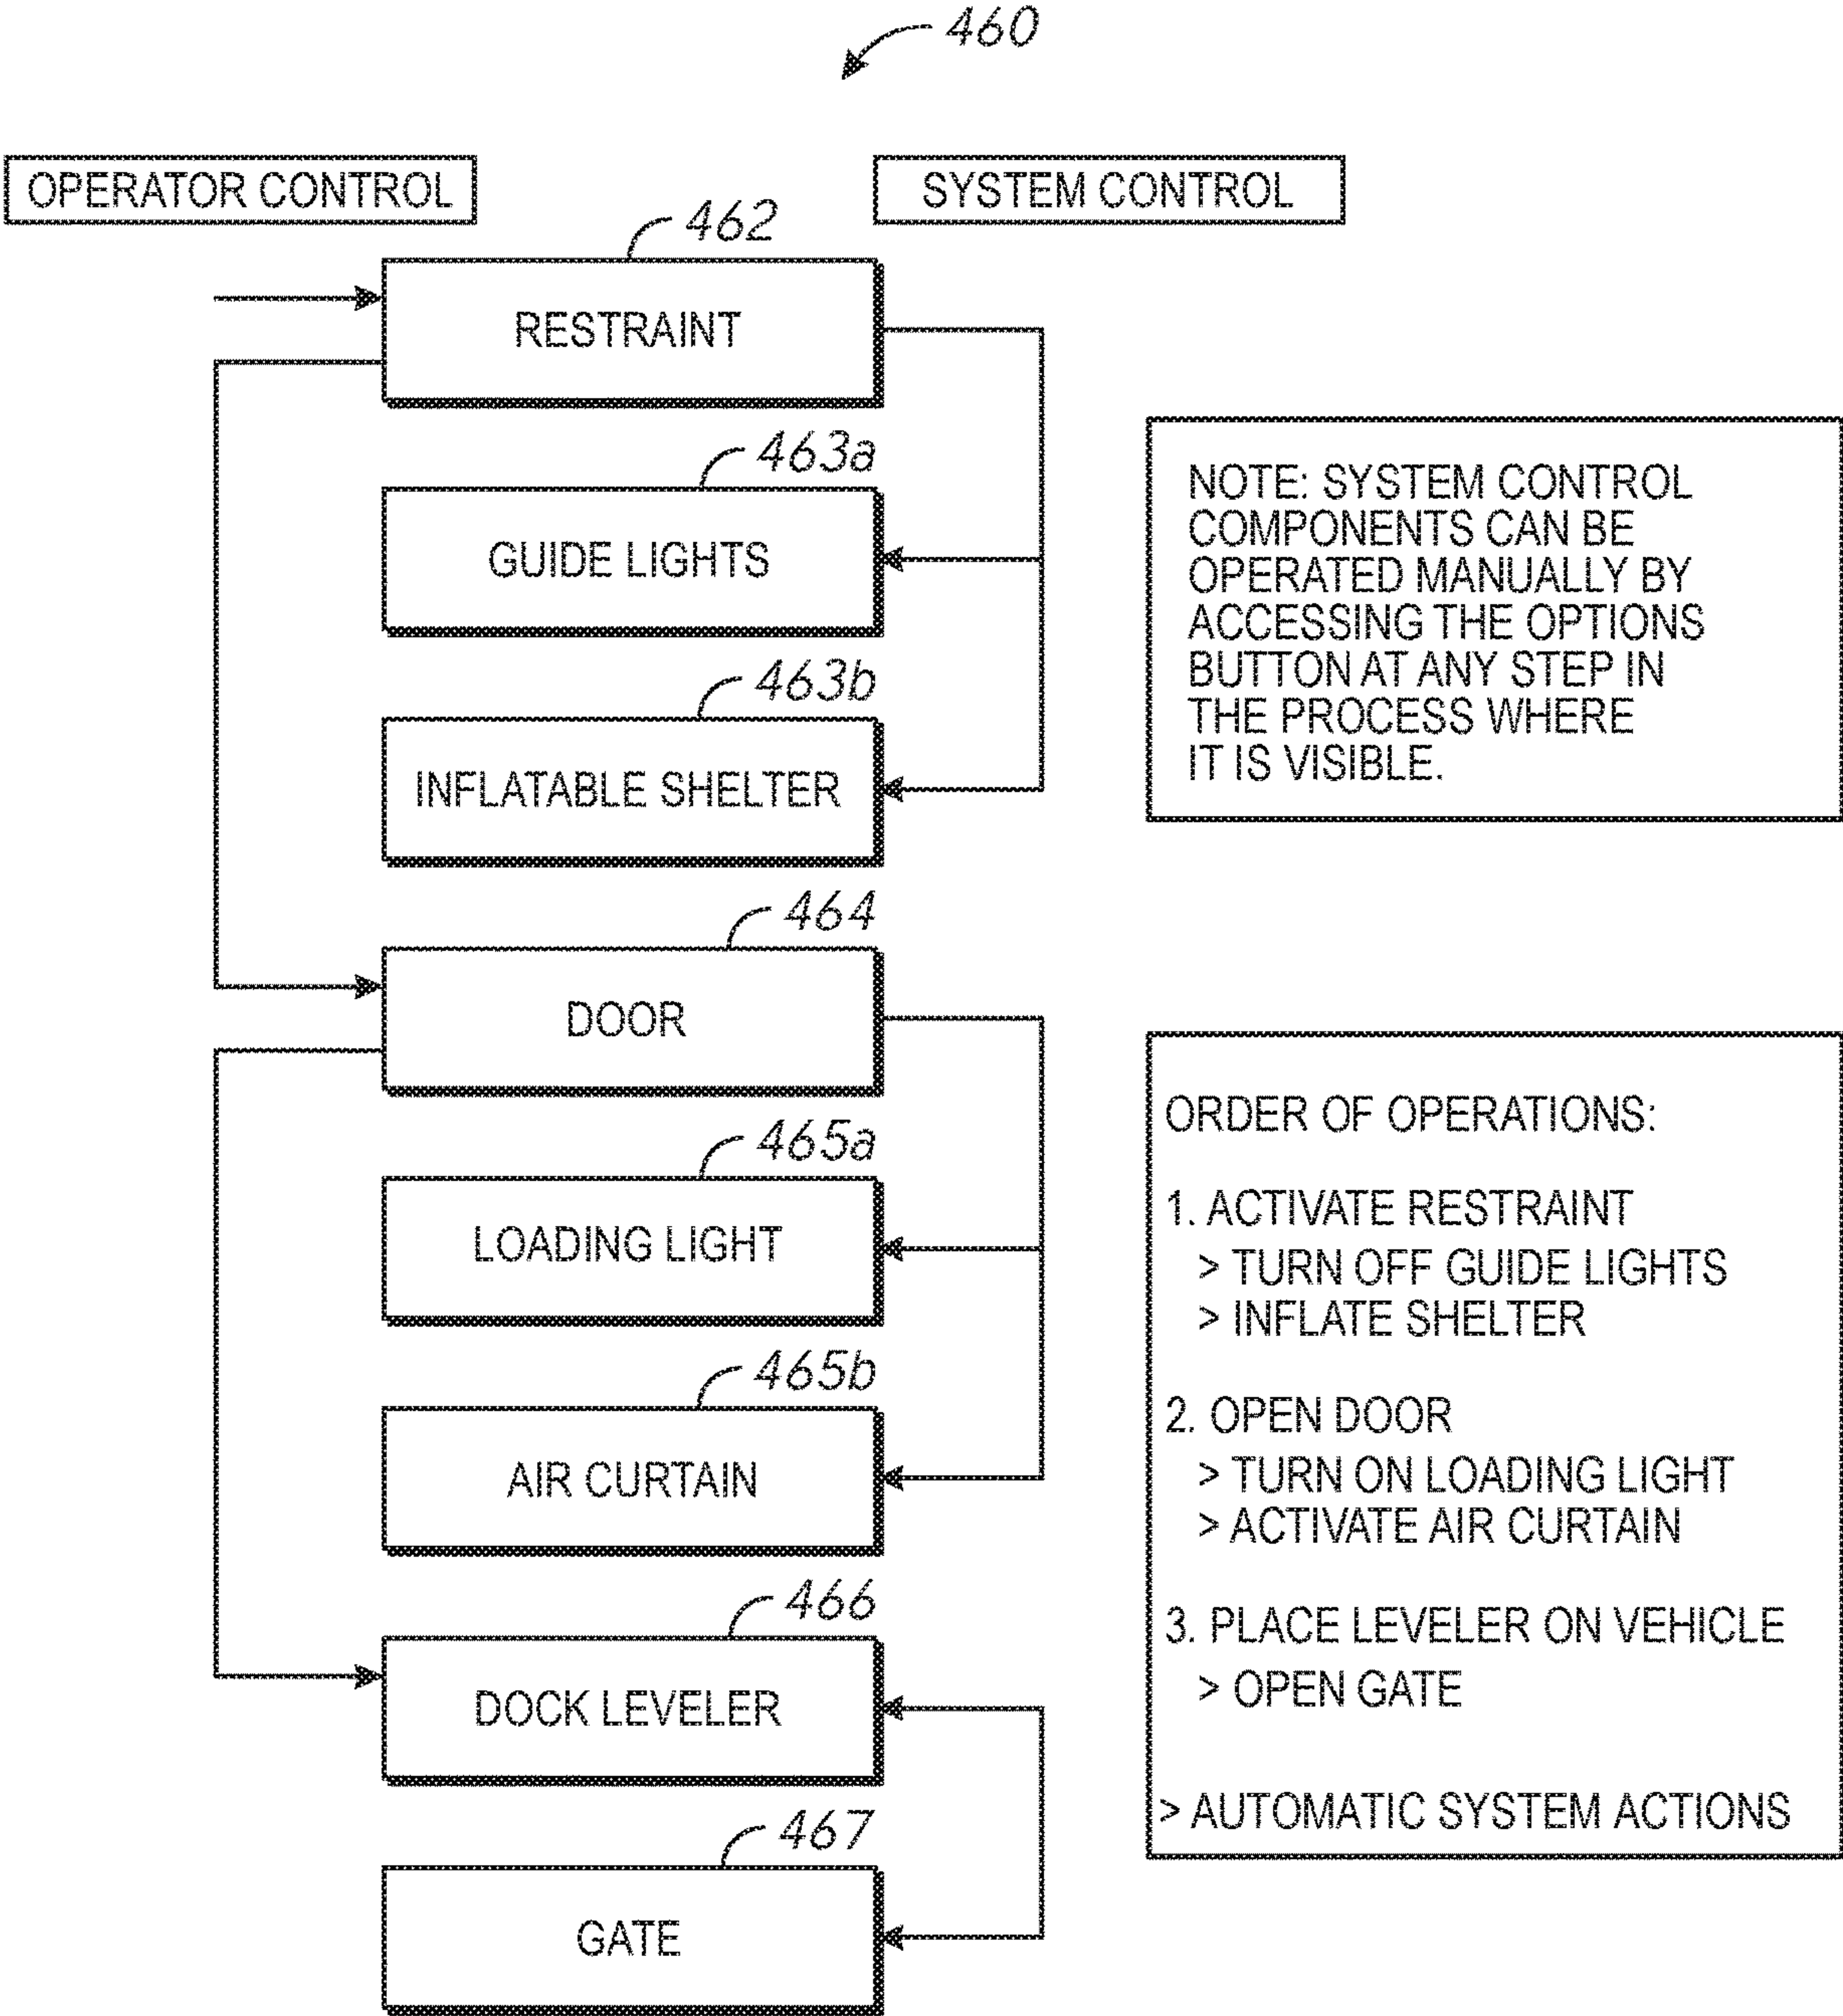 460
OPERATOR CONTROL
SYSTEM CONTROL
462
RESTRAINT
463a
GUIDE LIGHTS
463b
INFLATABLE SHELTER
464
DOOR
465a
LOADING LIGHT
465b
AIR CURTAIN
466
DOCK LEVELER
467
GATE
NOTE: SYSTEM CONTROL
COMPONENTS CAN BE
OPERATED MANUALLY BY
ACCESSING THE OPTIONS
BUTTON AT ANY STEP IN
THE PROCESS WHERE
IT IS VISIBLE.
ORDER OF OPERATIONS:
1. ACTIVATE RESTRAINT
> TURN OFF GUIDE LIGHTS
> INFLATE SHELTER
2. OPEN DOOR
> TURN ON LOADING LIGHT
> ACTIVATE AIR CURTAIN
3. PLACE LEVELER ON VEHICLE
> OPEN GATE
> AUTOMATIC SYSTEM ACTIONS